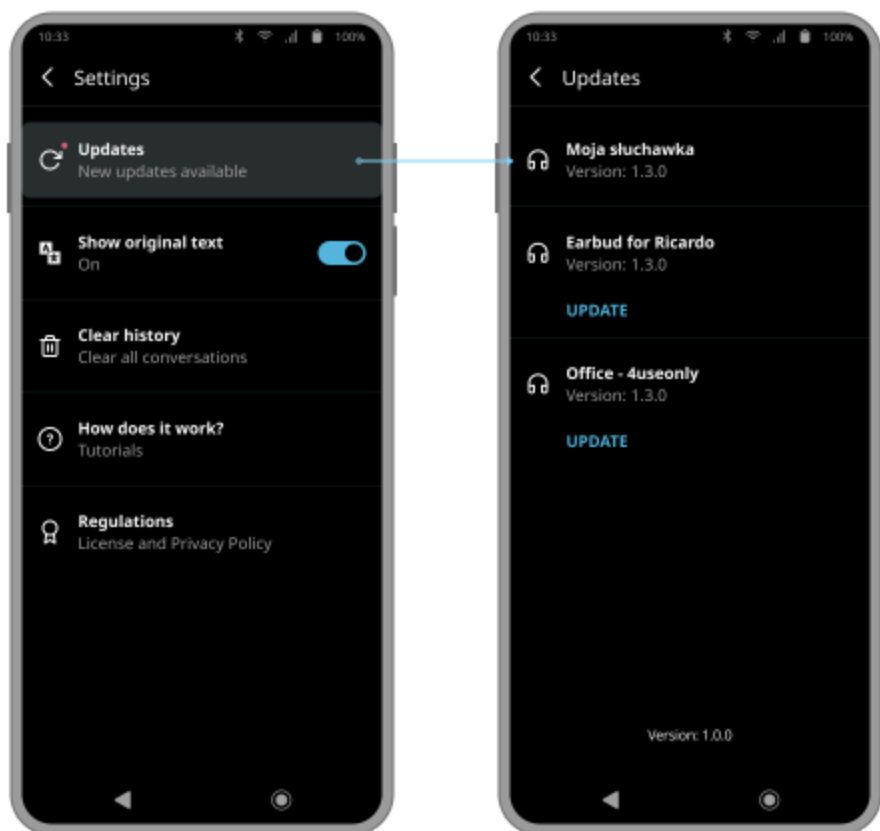 10:33
100%
Settings
Updates
New updates available
Show original text
On
Clear history
Clear all conversations
How does it work?
Tutorials
Regulations
License and Privacy Policy
10:33
100%
Updates
Moja słuchawka
Version: 1.3.0
Earbud for Ricardo
Version: 1.3.0
UPDATE
Office - 4useonly
Version: 1.3.0
UPDATE
Version: 1.0.0